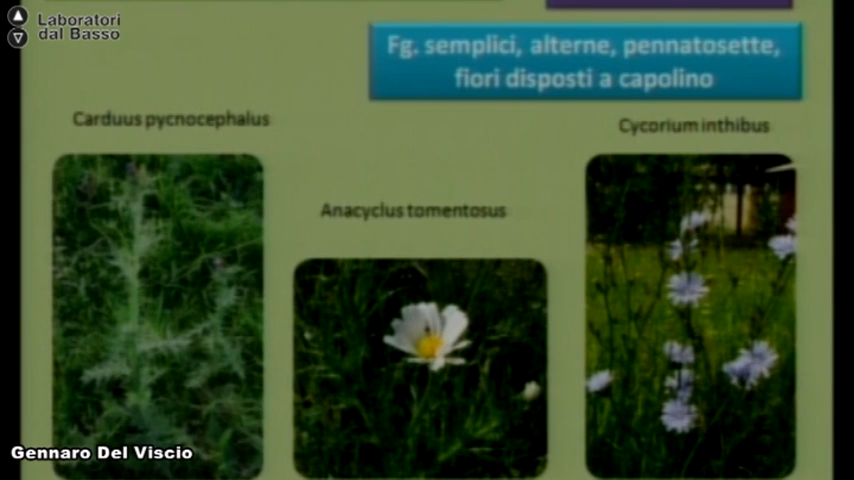 Laboratori
dal Basso
Fg. semplici, alterne, pennatosette,
fiori disposti a capolino
Carduus pycnocephalus
Cycorium inthibus
Anacyclus tomentosus
Gennaro Del Viscio